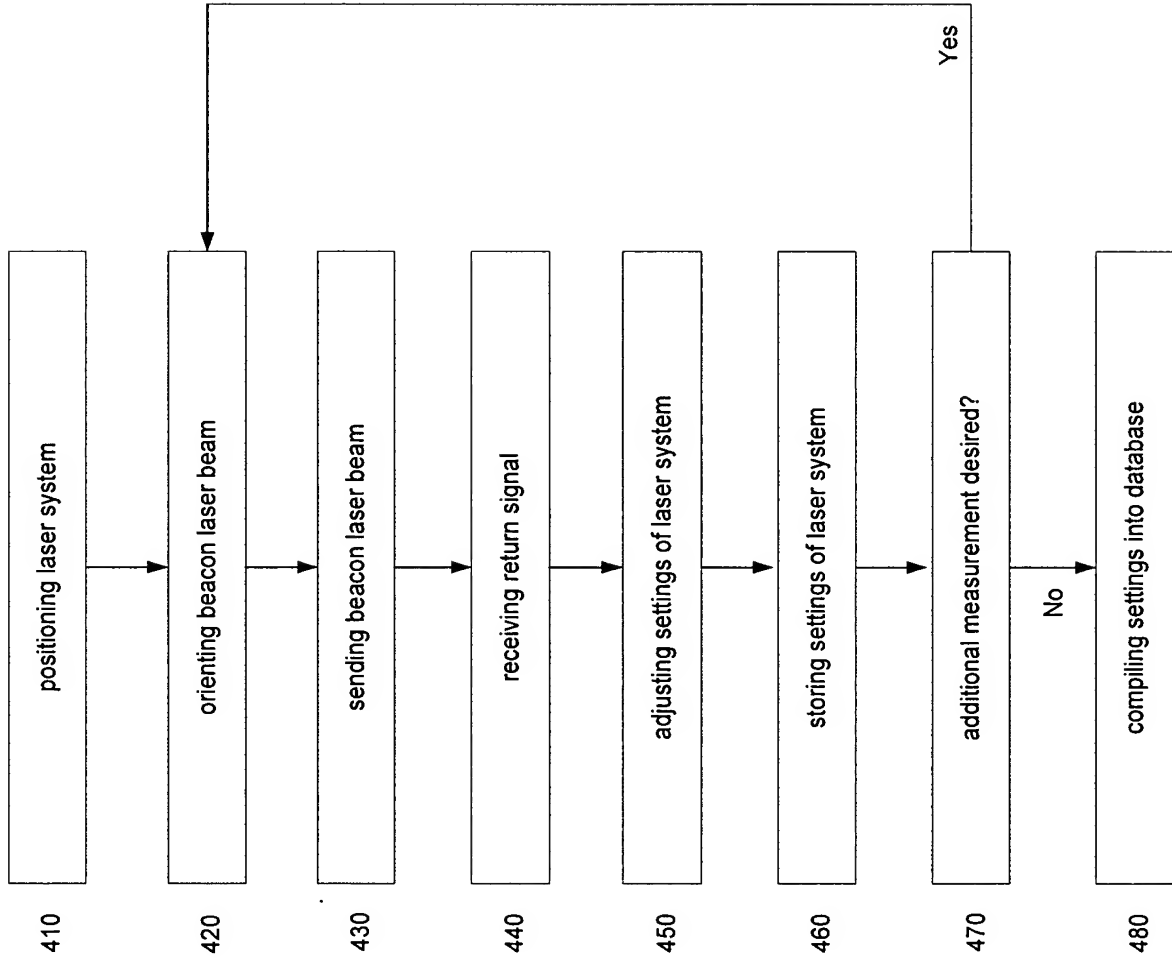 410
positioning laser system
420
orienting beacon laser beam
430
sending beacon laser beam
440
receiving return signal
450
adjusting settings of laser system
460
storing settings of laser system
470
additional measurement desired?
Yes
No
480
compiling settings into database